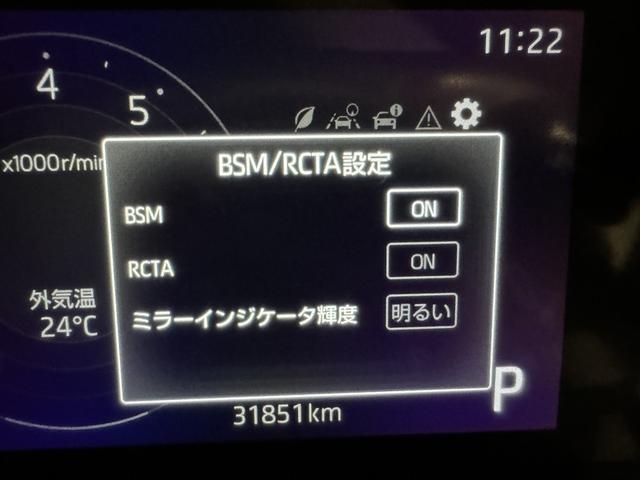 11:22
4
5
x1000r/min
BSM/RCTA設定
BSM ON
RCTA ON
ミラーインジケータ輝度 明るい
外気温
24°C
P
31851km